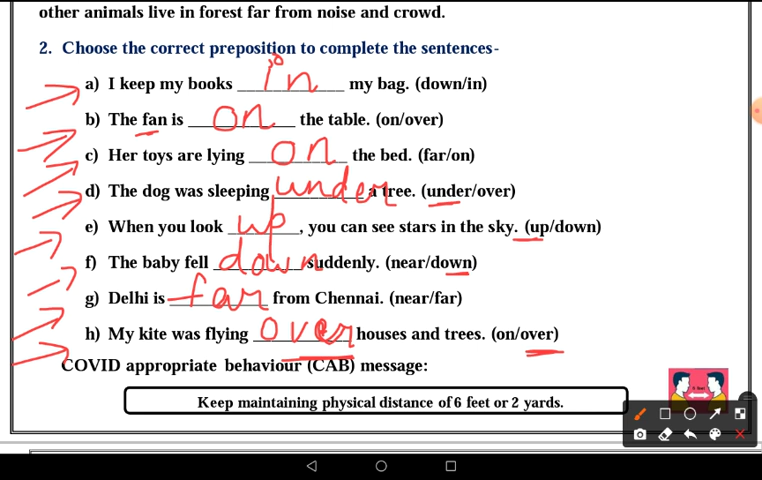 other animals live in forest far from noise and crowd.
2. Choose the correct preposition to complete the sentences-
a) I keep my books in my bag. (down/in)
b) The fan is on the table. (on/over)
c) Her toys are lying on the bed. (far/on)
d) The dog was sleeping under a tree. (under/over)
e) When you look up, you can see stars in the sky. (up/down)
f) The baby fell down suddenly. (near/down)
g) Delhi is far from Chennai. (near/far)
h) My kite was flying over houses and trees. (on/over)
COVID appropriate behaviour (CAB) message:
Keep maintaining physical distance of 6 feet or 2 yards.